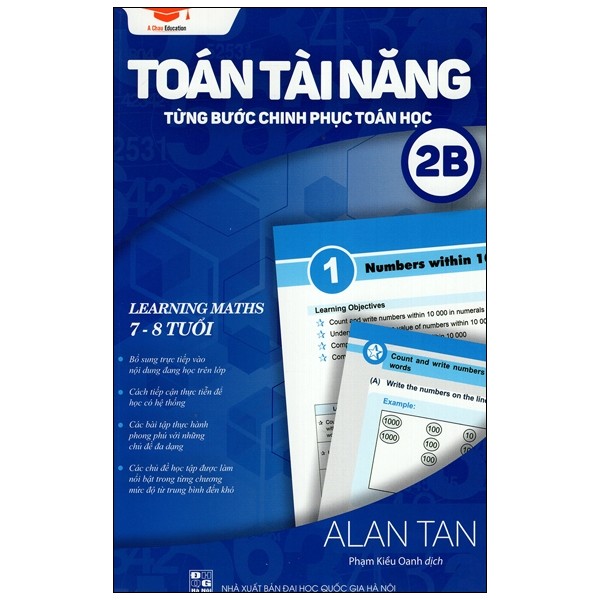 A Chau Education
TOÁN TÀI NĂNG
TỪNG BƯỚC CHINH PHỤC TOÁN HỌC
2B
1 Numbers within 10
Learning Objectives
Count and write numbers within 10 000 in numerals
value of numbers within 10 000
Count and write numbers
words
(A) Write the numbers on the line
Example:
1000 100 10
1000 100 10
100
LEARNING MATHS
7 - 8 TUỔI
Bổ sung trực tiếp vào
nội dung đang học trên lớp
Cách tiếp cận thực tiễn để
học có hệ thống
Các bài tập thực hành
phong phú với những
chủ đề đa dạng
Các chủ đề học tập được làm
nổi bật trong từng chương
mức độ từ trung bình đến khó
ALAN TAN
Phạm Kiều Oanh dịch
ĐHQG
Hà Nội
NHÀ XUẤT BẢN ĐẠI HỌC QUỐC GIA HÀ NỘI